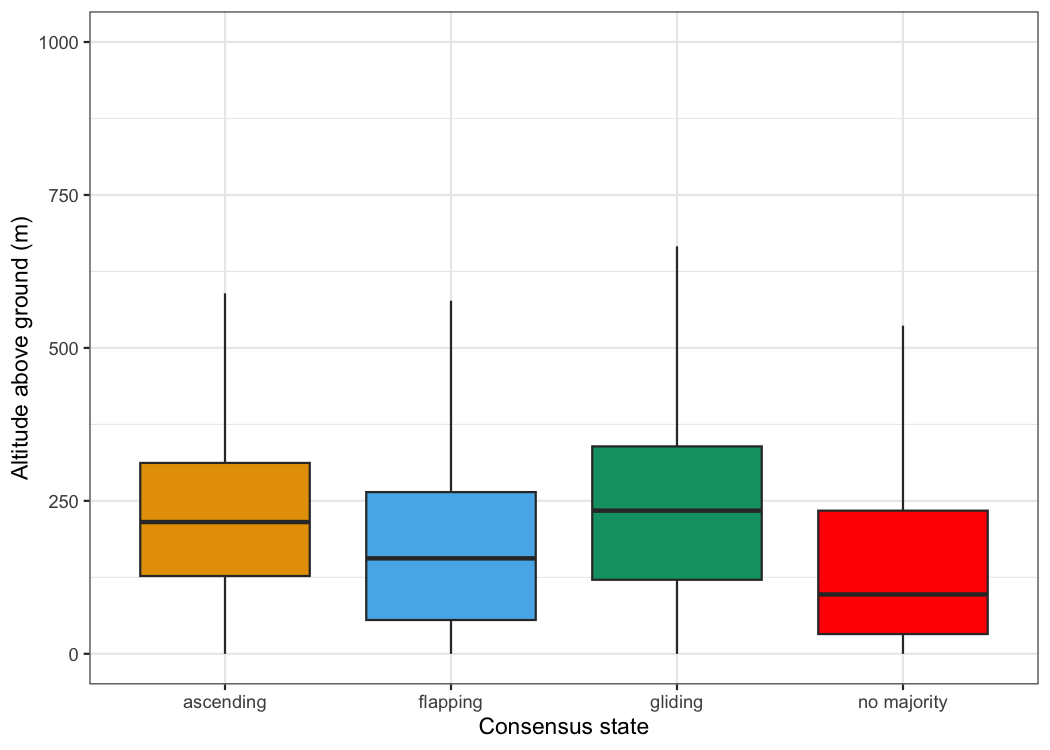 Altitude above ground (m)
1000
750
500
250
0
ascending flapping gliding no majority
Consensus state